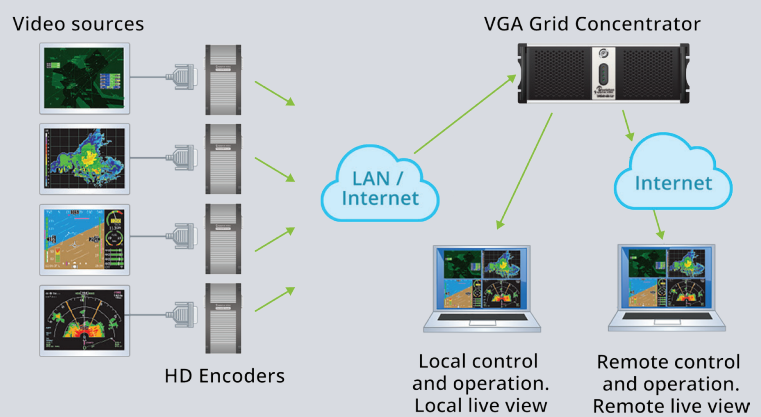 Video sources
VGA Grid Concentrator
LAN /
Internet
Internet
HD Encoders
Local control
and operation.
Local live view
Remote control
and operation.
Remote live view